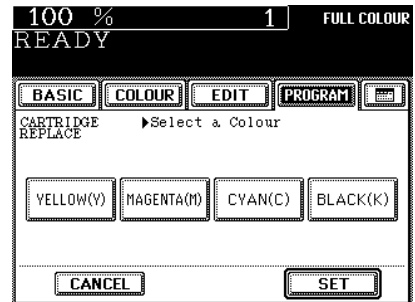 100 % 1 FULL COLOUR
READY
BASIC COLOUR EDIT PROGRAM
CARTRIDGE REPLACE ▶Select a Colour
YELLOW(Y) MAGENTA(M) CYAN(C) BLACK(K)
CANCEL SET